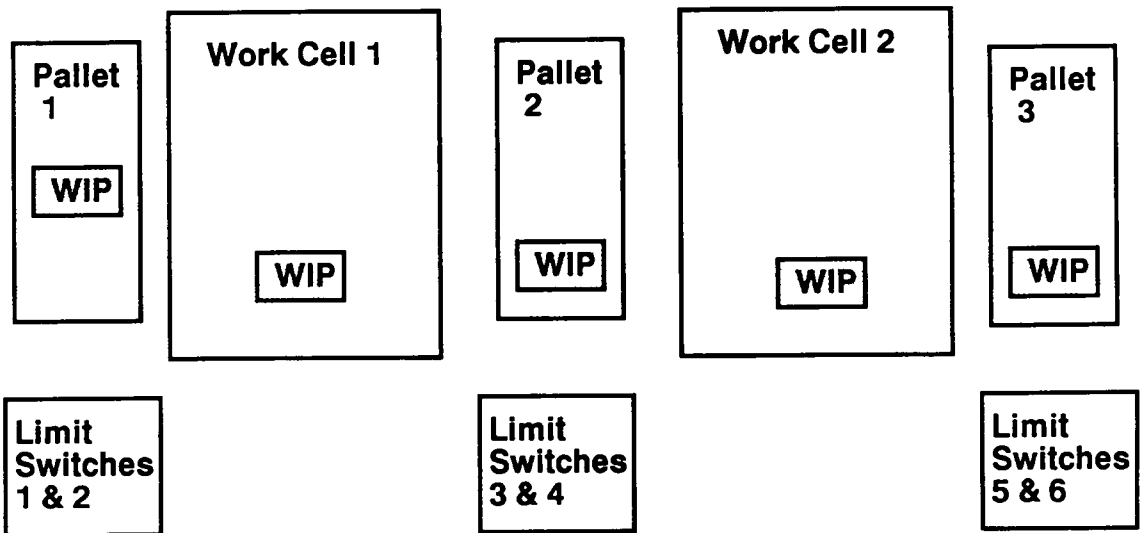 Pallet
1
WIP
Work Cell 1
WIP
Pallet
2
WIP
Work Cell 2
WIP
Pallet
3
WIP
Limit
Switches
1 & 2
Limit
Switches
3 & 4
Limit
Switches
5 & 6